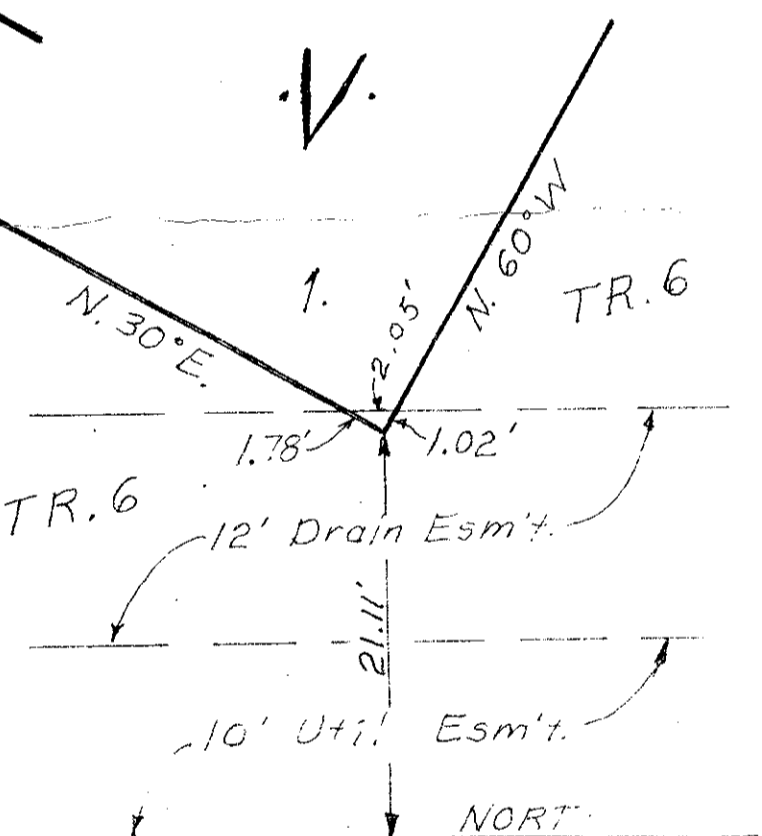 .V.
N. 60°W
TR. 6
1.
N. 30°E.
2.05'
1.78'
1.02'
TR. 6
12' Drain Esm't.
21.11'
10' Util Esm't.
NORT